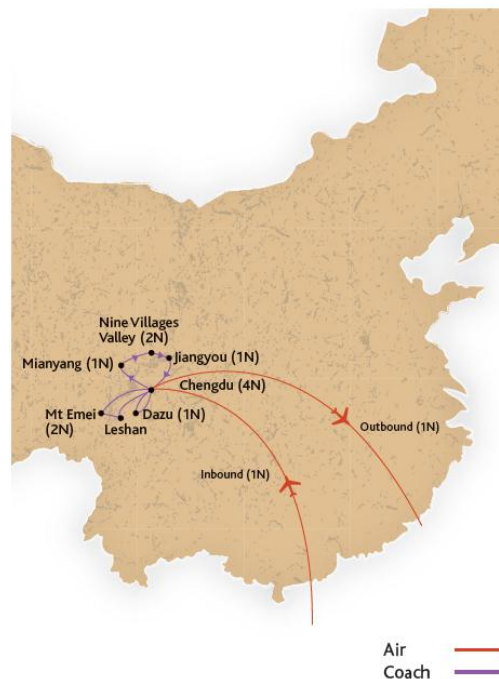 Nine Villages
Valley (2N)
Mianyang (1N)
Jiangyou (1N)
Chengdu (4N)
Mt Emei
(2N)
Leshan
Dazu (1N)
Outbound (1N)
Inbound (1N)
Air
Coach